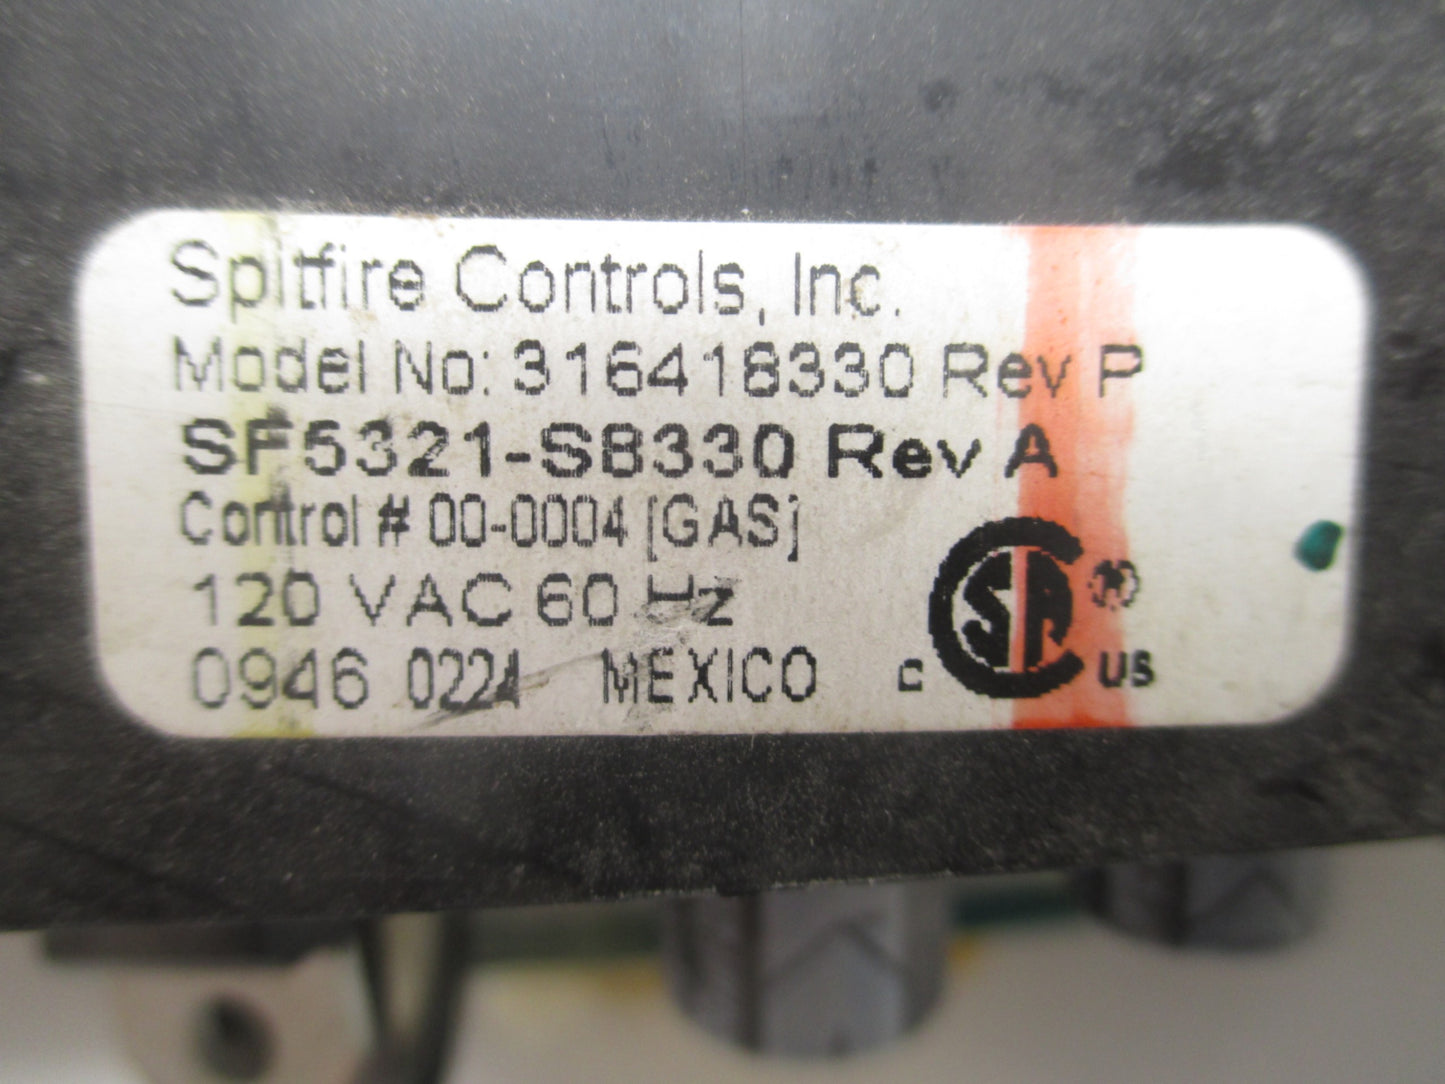 Spitfire Controls, Inc.
Model No: 316418330 Rev P
SF5321-S8330 Rev A
Control # 00-0004 [GAS]
120 VAC 60 Hz
0946 0224 MEXICO
C SA ® US